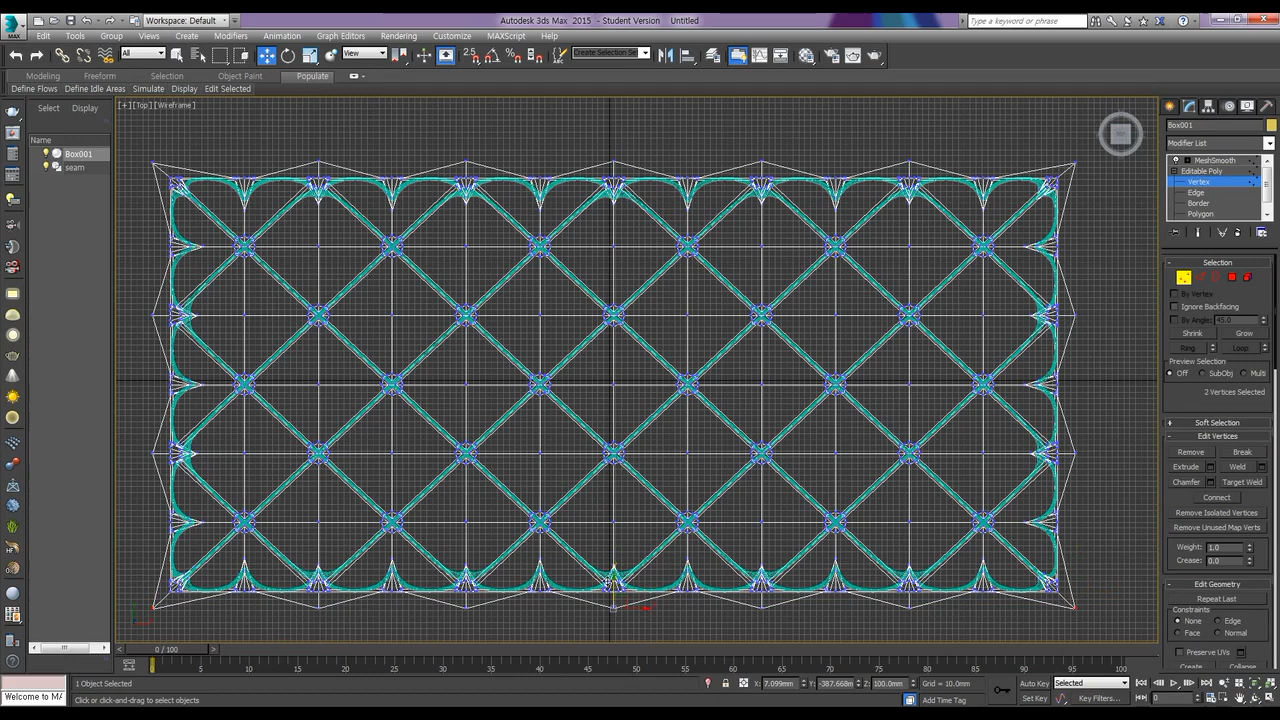 MAX
Workspace: Default
Autodesk 3ds Max 2015 - Student Version Untitled
Type a keyword or phrase
Edit Tools Group Views Create Modifiers Animation Graph Editors Rendering Customize MAXScript Help
All View 2.5 Create Selection Se
Modeling Freeform Selection Object Paint Populate
Define Flows Define Idle Areas Simulate Display Edit Selected
Select Display
Name
Box001
seam
[+] [Top] [Wireframe]
Box001
Modifier List
MeshSmooth
Editable Poly
Vertex
Edge
Border
Polygon
Selection
By Vertex
Ignore Backfacing
By Angle: 45.0
Shrink Grow
Ring Loop
Preview Selection
Off SubObj Multi
2 Vertices Selected
Soft Selection
Edit Vertices
Remove Break
Extrude Weld
Chamfer Target Weld
Connect
Remove Isolated Vertices
Remove Unused Map Verts
Weight: 1.0
Crease: 0.0
Edit Geometry
Repeat Last
Constraints
None Edge
Face Normal
Preserve UVs
Create Collapse
0 / 100
0 5 10 15 20 25 30 35 40 45 50 55 60 65 70 75 80 85 90 95 100
1 Object Selected
X: 7.099mm Y: -387.668m Z: 100.0mm Grid = 10.0mm
Auto Key Selected
Welcome to MA
Click or click-and-drag to select objects
Add Time Tag
Set Key Key Filters... 0